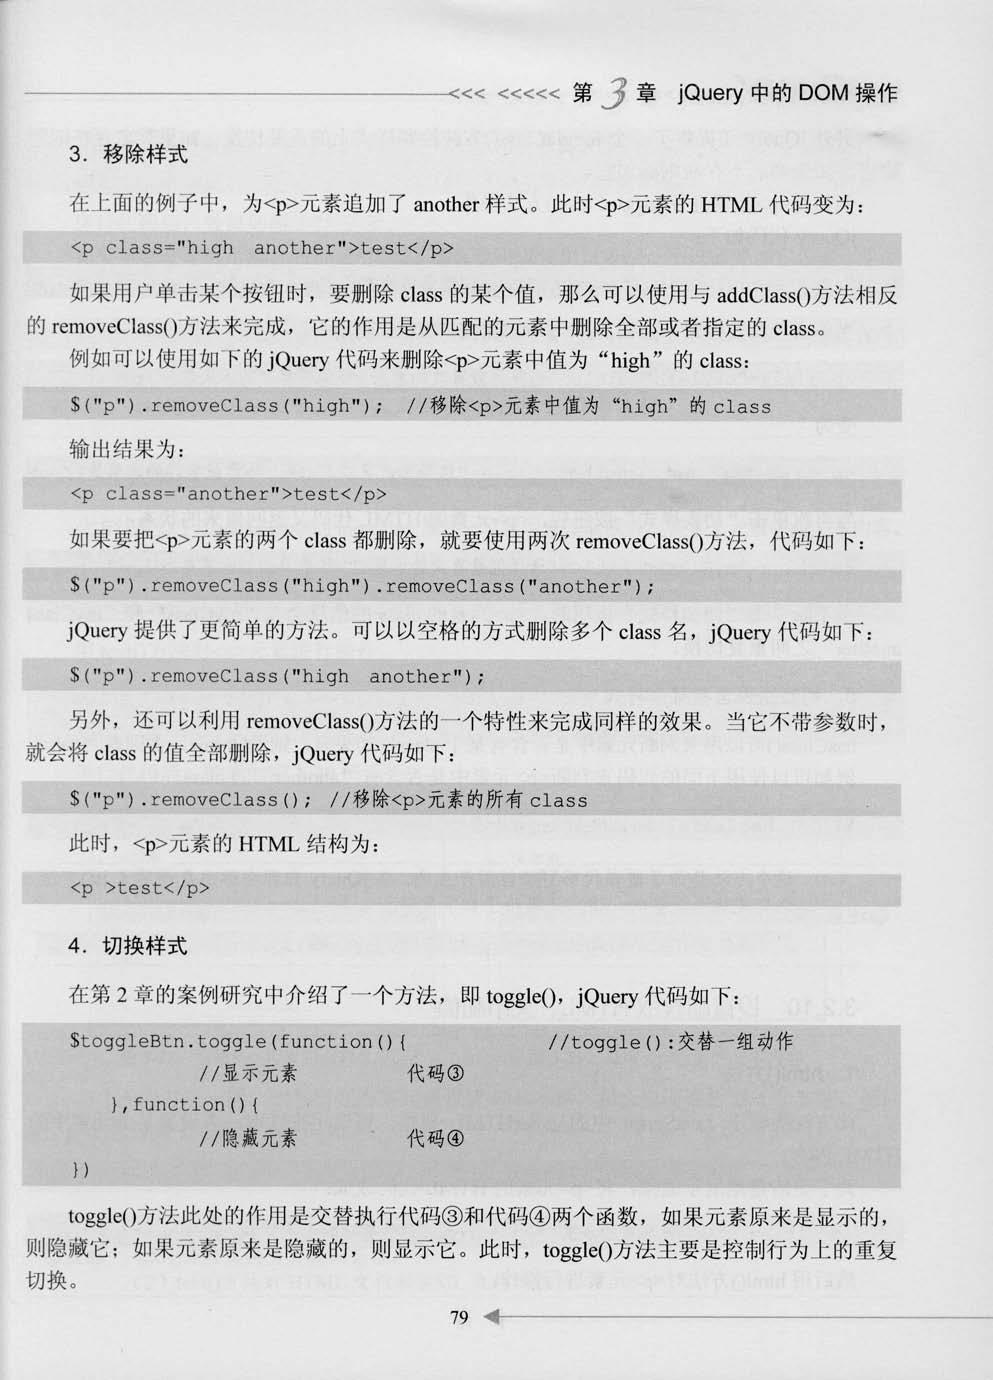 <<< <<<<< 第 3 章 jQuery 中的 DOM 操作
3．移除样式
在上面的例子中，为<p>元素追加了 another 样式。此时<p>元素的 HTML 代码变为：
<p class="high another">test</p>
如果用户单击某个按钮时，要删除 class 的某个值，那么可以使用与 addClass()方法相反
的 removeClass()方法来完成，它的作用是从匹配的元素中删除全部或者指定的 class。
例如可以使用如下的 jQuery 代码来删除<p>元素中值为“high”的 class：
$("p").removeClass("high"); //移除<p>元素中值为“high”的 class
输出结果为：
<p class="another">test</p>
如果要把<p>元素的两个 class 都删除，就要使用两次 removeClass()方法，代码如下：
$("p").removeClass("high").removeClass("another");
jQuery 提供了更简单的方法。可以以空格的方式删除多个 class 名，jQuery 代码如下：
$("p").removeClass("high another");
另外，还可以利用 removeClass()方法的一个特性来完成同样的效果。当它不带参数时，
就会将 class 的值全部删除，jQuery 代码如下：
$("p").removeClass(); //移除<p>元素的所有 class
此时，<p>元素的 HTML 结构为：
<p >test</p>
4．切换样式
在第 2 章的案例研究中介绍了一个方法，即 toggle()，jQuery 代码如下：
$toggleBtn.toggle(function(){ //toggle():交替一组动作
//显示元素 代码③
},function(){
//隐藏元素 代码④
})
toggle()方法此处的作用是交替执行代码③和代码④两个函数，如果元素原来是显示的，
则隐藏它；如果元素原来是隐藏的，则显示它。此时，toggle()方法主要是控制行为上的重复
切换。
79